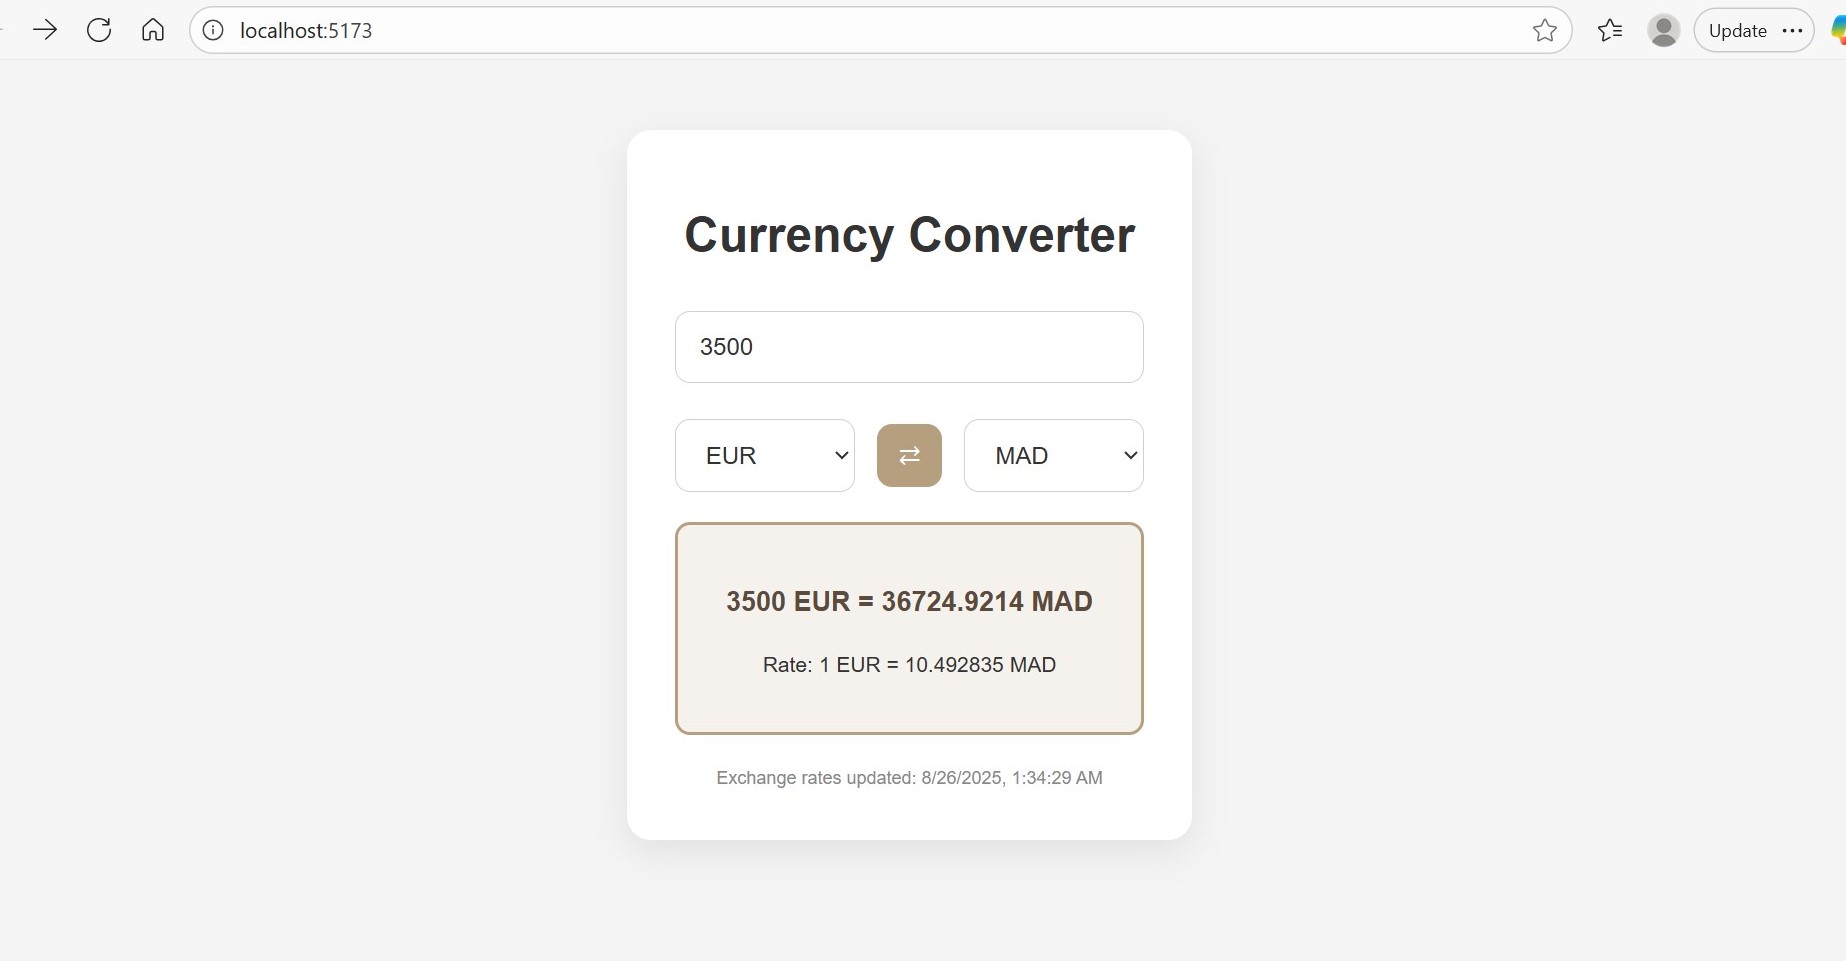 localhost:5173
Update
Currency Converter
3500
EUR
⇄
MAD
3500 EUR = 36724.9214 MAD
Rate: 1 EUR = 10.492835 MAD
Exchange rates updated: 8/26/2025, 1:34:29 AM